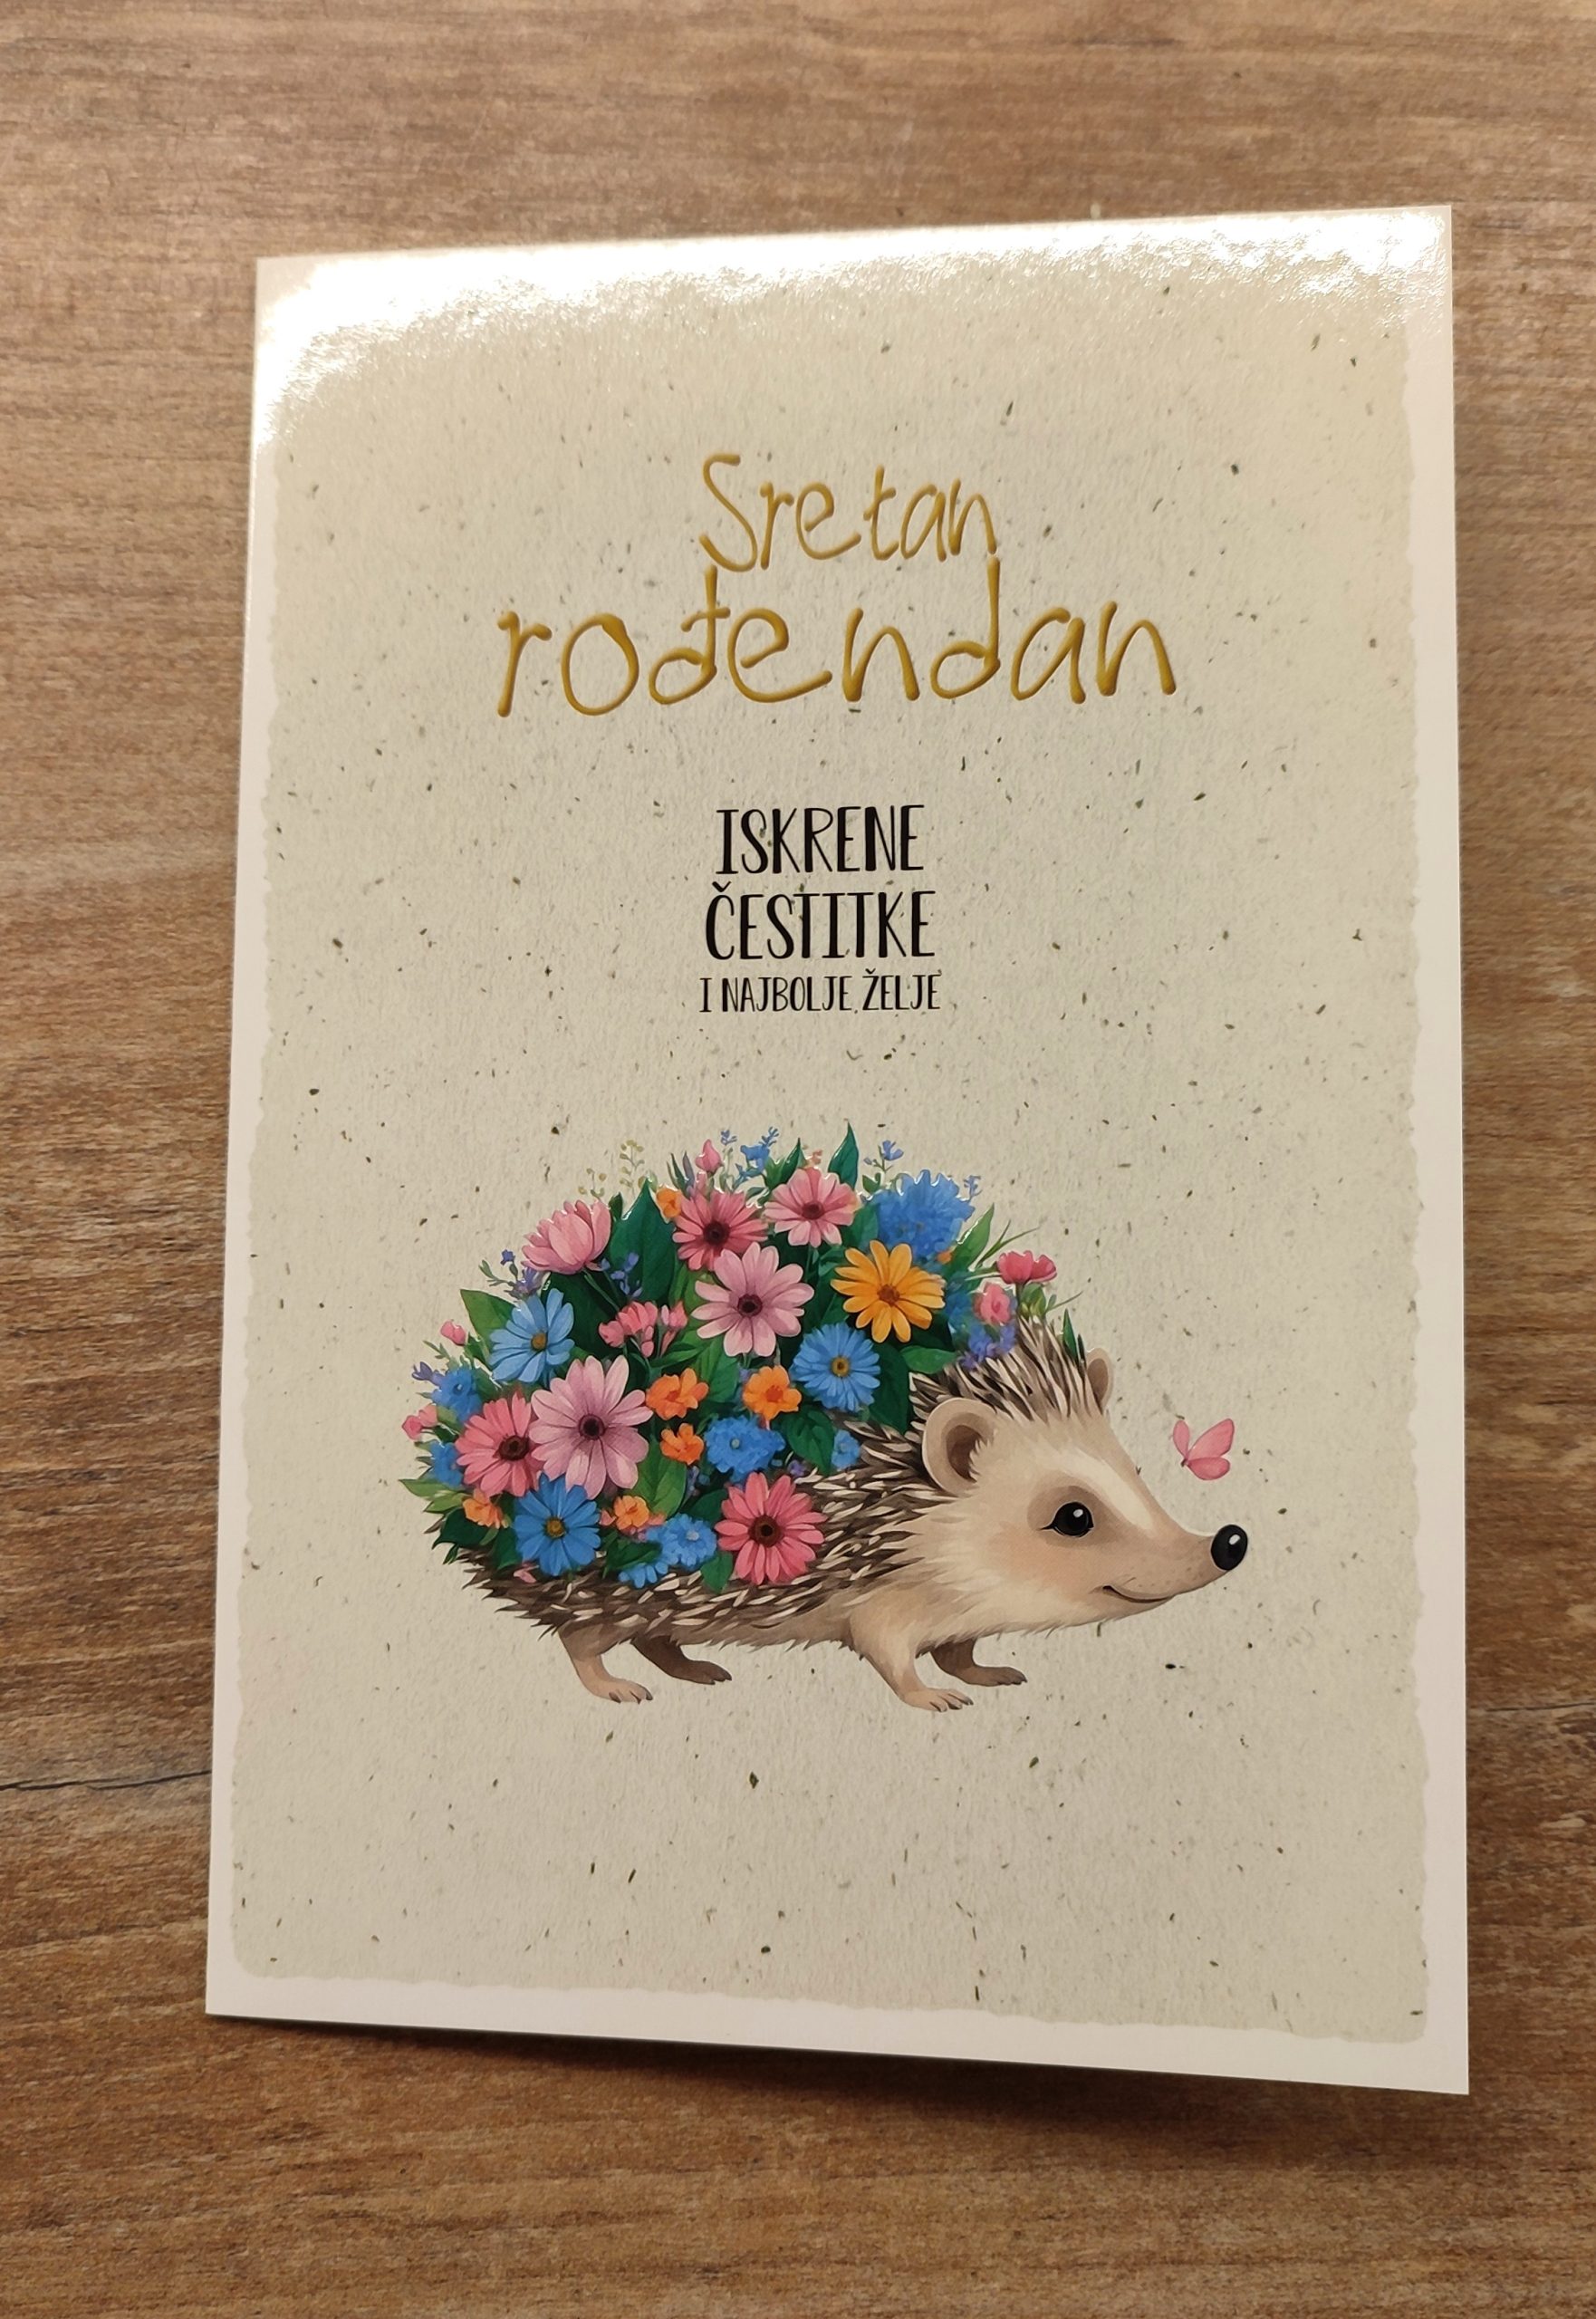 Sretan
rođendan
ISKRENE
ČESTITKE
I NAJBOLJE ŽELJE